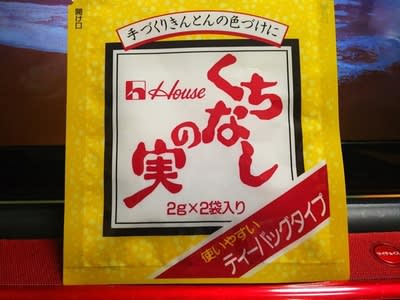 開け口
手づくりきんとんの色づけに
House
くちなし
の実
2g×2袋入り
使いやすい
ティーバッグタイプ